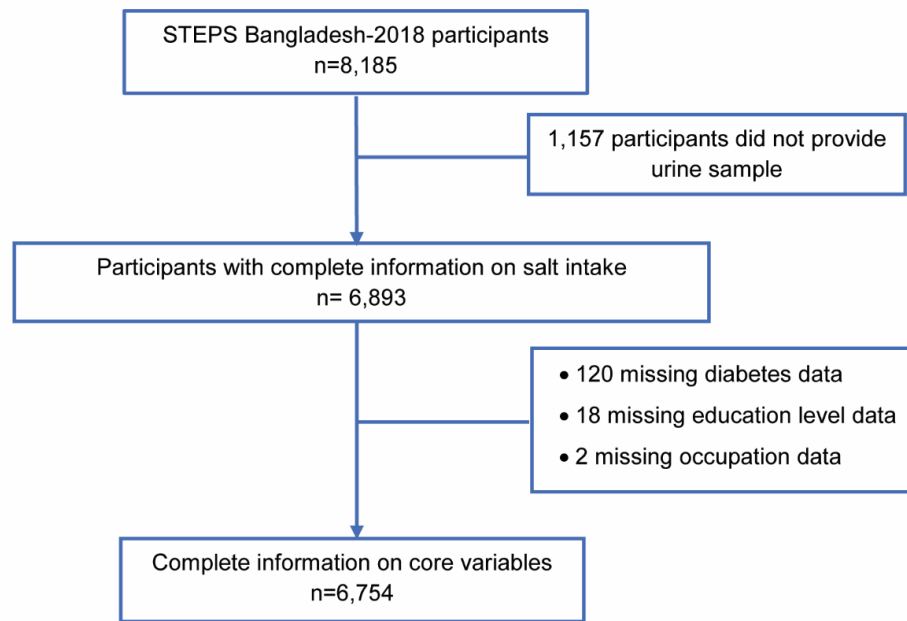 STEPS Bangladesh-2018 participants
n=8,185
1,157 participants did not provide
urine sample
Participants with complete information on salt intake
n= 6,893
• 120 missing diabetes data
• 18 missing education level data
• 2 missing occupation data
Complete information on core variables
n=6,754